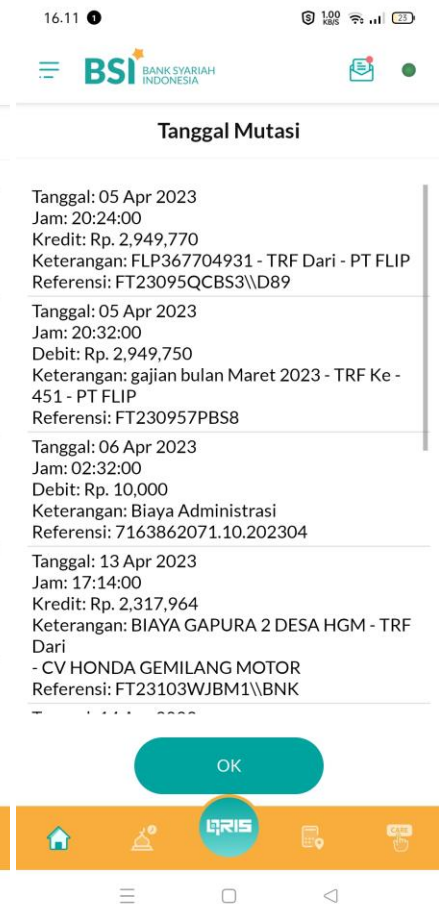 16.11 1
1.00
KB/S
23
BSI BANK SYARIAH
INDONESIA
Tanggal Mutasi
Tanggal: 05 Apr 2023
Jam: 20:24:00
Kredit: Rp. 2,949,770
Keterangan: FLP367704931 - TRF Dari - PT FLIP
Referensi: FT23095QCBS3\\D89
Tanggal: 05 Apr 2023
Jam: 20:32:00
Debit: Rp. 2,949,750
Keterangan: gajian bulan Maret 2023 - TRF Ke -
451 - PT FLIP
Referensi: FT230957PBS8
Tanggal: 06 Apr 2023
Jam: 02:32:00
Debit: Rp. 10,000
Keterangan: Biaya Administrasi
Referensi: 7163862071.10.202304
Tanggal: 13 Apr 2023
Jam: 17:14:00
Kredit: Rp. 2,317,964
Keterangan: BIAYA GAPURA 2 DESA HGM - TRF
Dari
- CV HONDA GEMILANG MOTOR
Referensi: FT23103WJBM1\\BNK
OK
QRIS
CARE